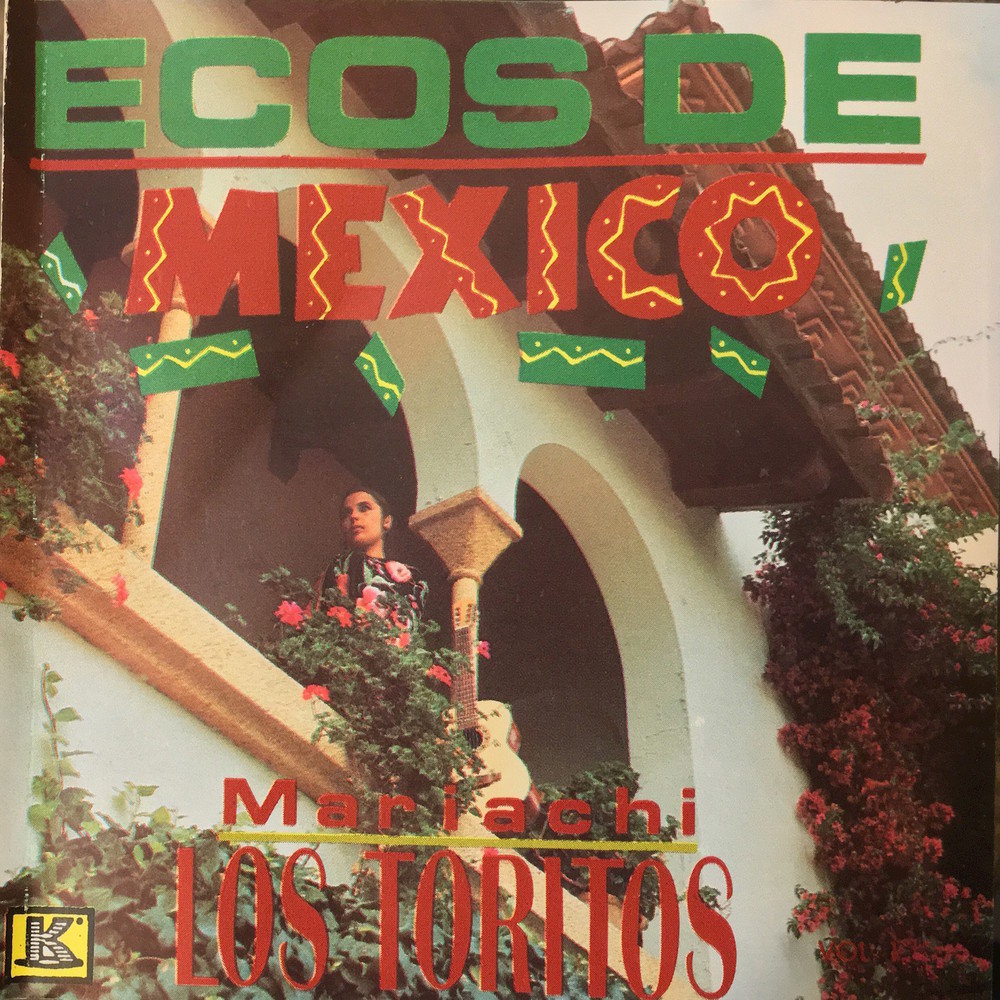 ECOS DE
MEXICO
Mariachi
LOS TORITOS
K